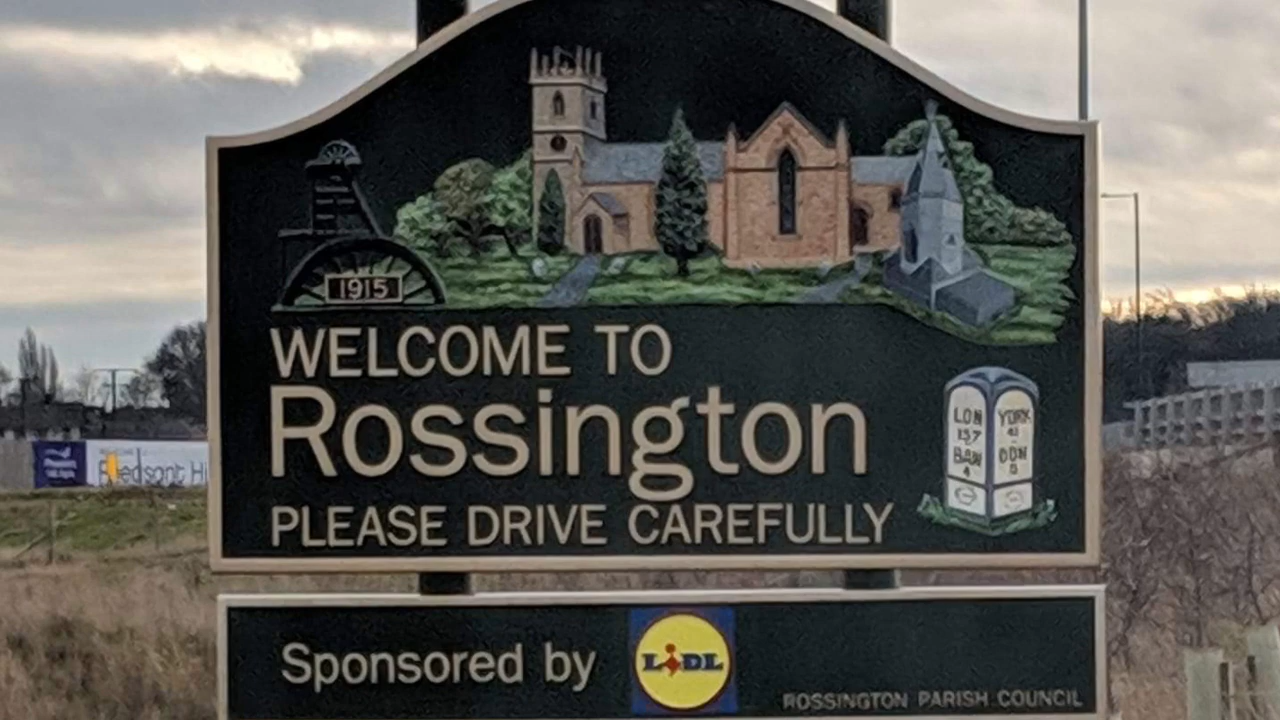 1915
WELCOME TO
Rossington
PLEASE DRIVE CAREFULLY
LON
157
BAW
4
YORK
41
DON
5
Sponsored by
LIDL
ROSSINGTON PARISH COUNCIL